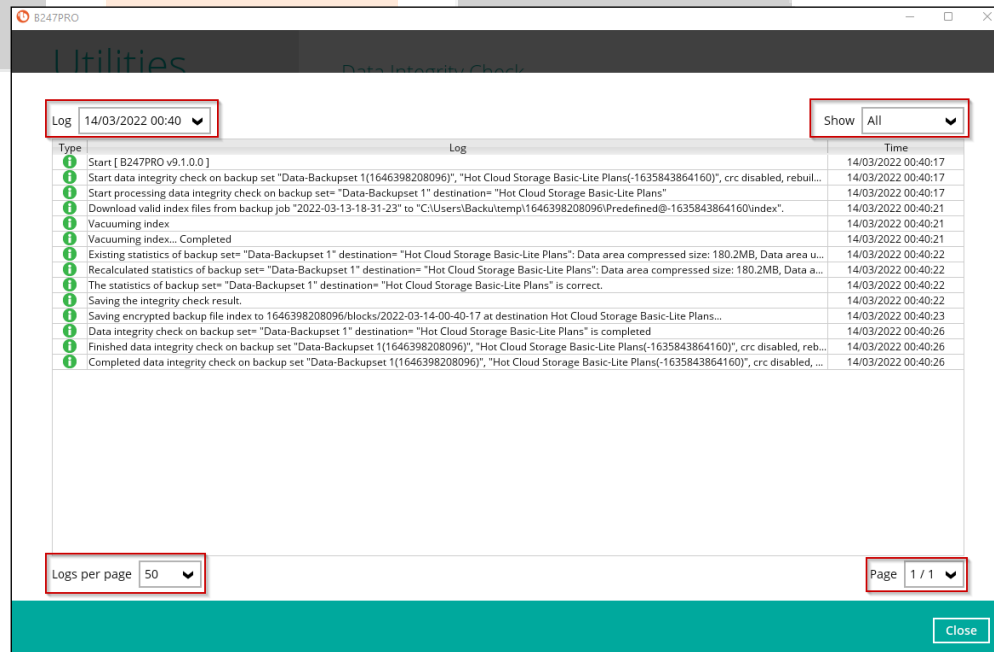 B247PRO
Utilities
Data Integrity Check
Log 14/03/2022 00:40 Show All
Type Log Time
Start [ B247PRO v9.1.0.0 ] 14/03/2022 00:40:17
Start data integrity check on backup set "Data-Backupset 1(1646398208096)", "Hot Cloud Storage Basic-Lite Plans(-1635843864160)", crc disabled, rebuil... 14/03/2022 00:40:17
Start processing data integrity check on backup set= "Data-Backupset 1" destination= "Hot Cloud Storage Basic-Lite Plans" 14/03/2022 00:40:17
Download valid index files from backup job "2022-03-13-18-31-23" to "C:\Users\Backu\temp\1646398208096\Predefined@-1635843864160\index". 14/03/2022 00:40:21
Vacuuming index 14/03/2022 00:40:21
Vacuuming index... Completed 14/03/2022 00:40:21
Existing statistics of backup set= "Data-Backupset 1" destination= "Hot Cloud Storage Basic-Lite Plans": Data area compressed size: 180.2MB, Data area u... 14/03/2022 00:40:22
Recalculated statistics of backup set= "Data-Backupset 1" destination= "Hot Cloud Storage Basic-Lite Plans": Data area compressed size: 180.2MB, Data a... 14/03/2022 00:40:22
The statistics of backup set= "Data-Backupset 1" destination= "Hot Cloud Storage Basic-Lite Plans" is correct. 14/03/2022 00:40:22
Saving the integrity check result. 14/03/2022 00:40:22
Saving encrypted backup file index to 1646398208096/blocks/2022-03-14-00-40-17 at destination Hot Cloud Storage Basic-Lite Plans... 14/03/2022 00:40:23
Data integrity check on backup set= "Data-Backupset 1" destination= "Hot Cloud Storage Basic-Lite Plans" is completed 14/03/2022 00:40:26
Finished data integrity check on backup set "Data-Backupset 1(1646398208096)", "Hot Cloud Storage Basic-Lite Plans(-1635843864160)", crc disabled, reb... 14/03/2022 00:40:26
Completed data integrity check on backup set "Data-Backupset 1(1646398208096)", "Hot Cloud Storage Basic-Lite Plans(-1635843864160)", crc disabled, ... 14/03/2022 00:40:26
Logs per page 50 Page 1 / 1
Close